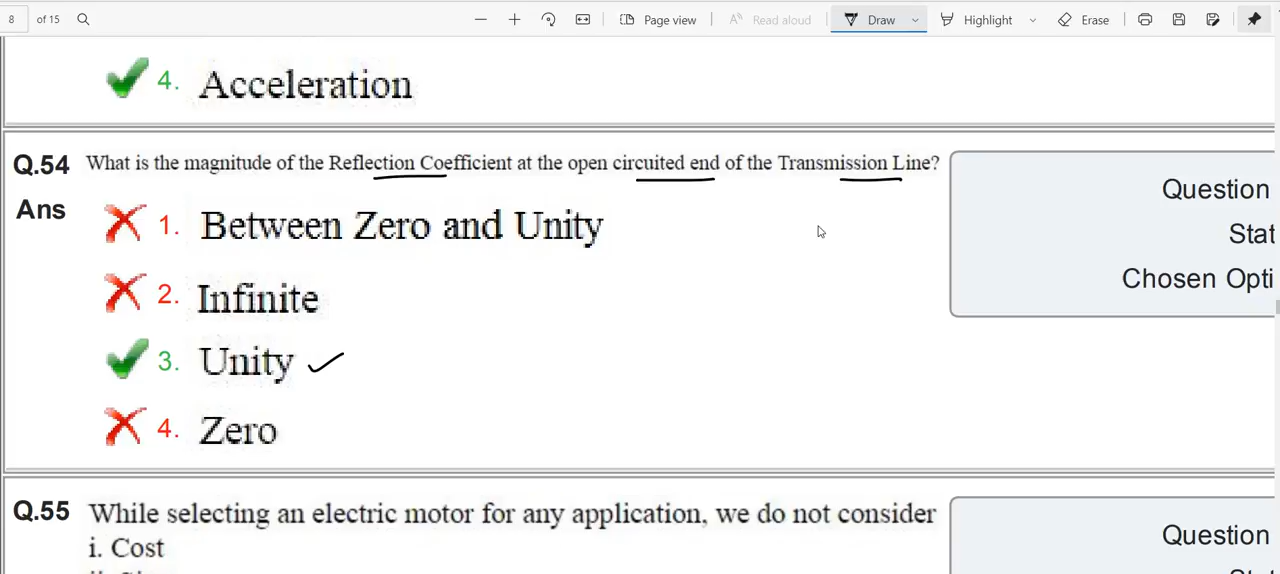 8 of 15 Page view Read aloud Draw Highlight Erase
4. Acceleration
Q.54 What is the magnitude of the Reflection Coefficient at the open circuited end of the Transmission Line?
Question
Ans
1. Between Zero and Unity
Stat
Chosen Opti
2. Infinite
3. Unity
4. Zero
Q.55 While selecting an electric motor for any application, we do not consider
Question
i. Cost